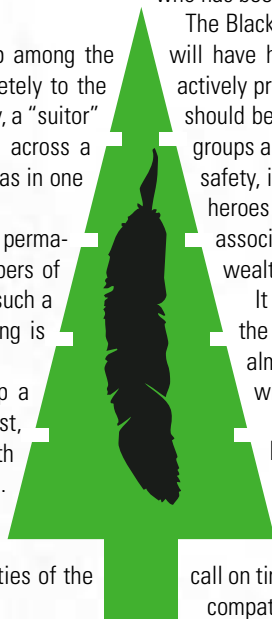 p among the
etely to the
y, a “suitor”
across a
as in one
perma-
bers of
such a
ng is
p a
st,
th
.
ties of the
who has been
The Black
will have h
actively pr
should be
groups a
safety, i
heroes
associ
wealt
It
the
alm
w
call on tim
compat